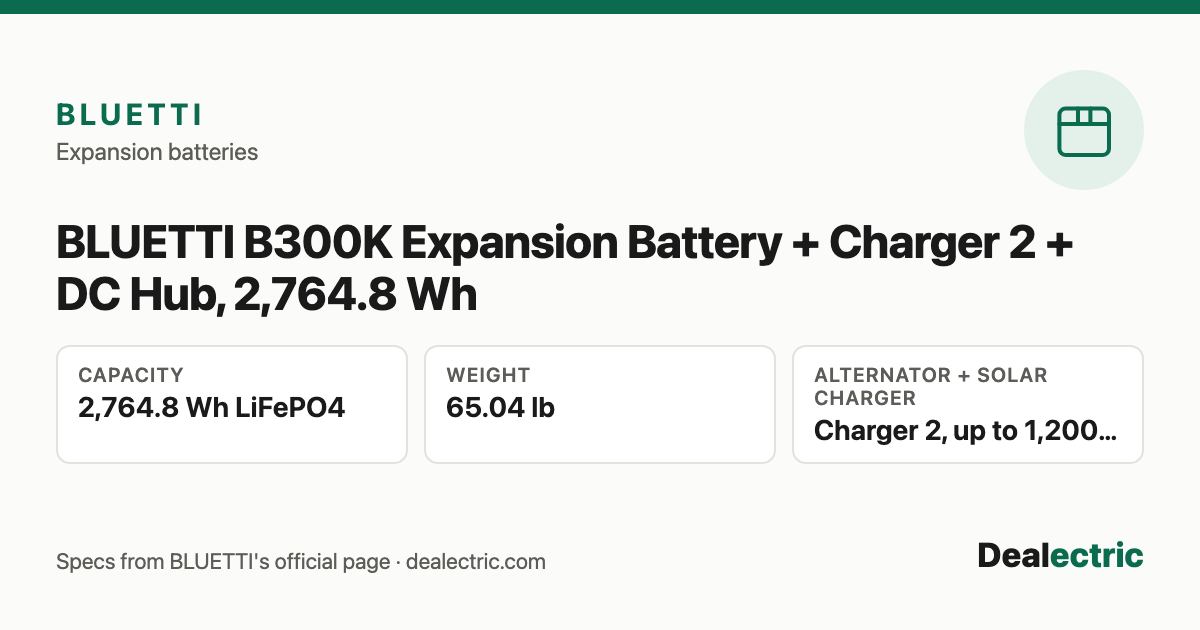 BLUETTI
Expansion batteries
BLUETTI B300K Expansion Battery + Charger 2 +
DC Hub, 2,764.8 Wh
CAPACITY
2,764.8 Wh LiFePO4
WEIGHT
65.04 lb
ALTERNATOR + SOLAR
CHARGER
Charger 2, up to 1,200...
Specs from BLUETTI's official page · dealectric.com
Dealectric